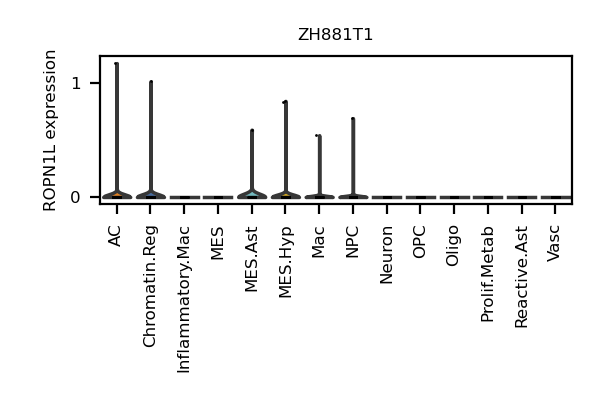 ZH881T1
ROPN1L expression
1
0
AC
Chromatin.Reg
Inflammatory.Mac
MES
MES.Ast
MES.Hyp
Mac
NPC
Neuron
OPC
Oligo
Prolif.Metab
Reactive.Ast
Vasc